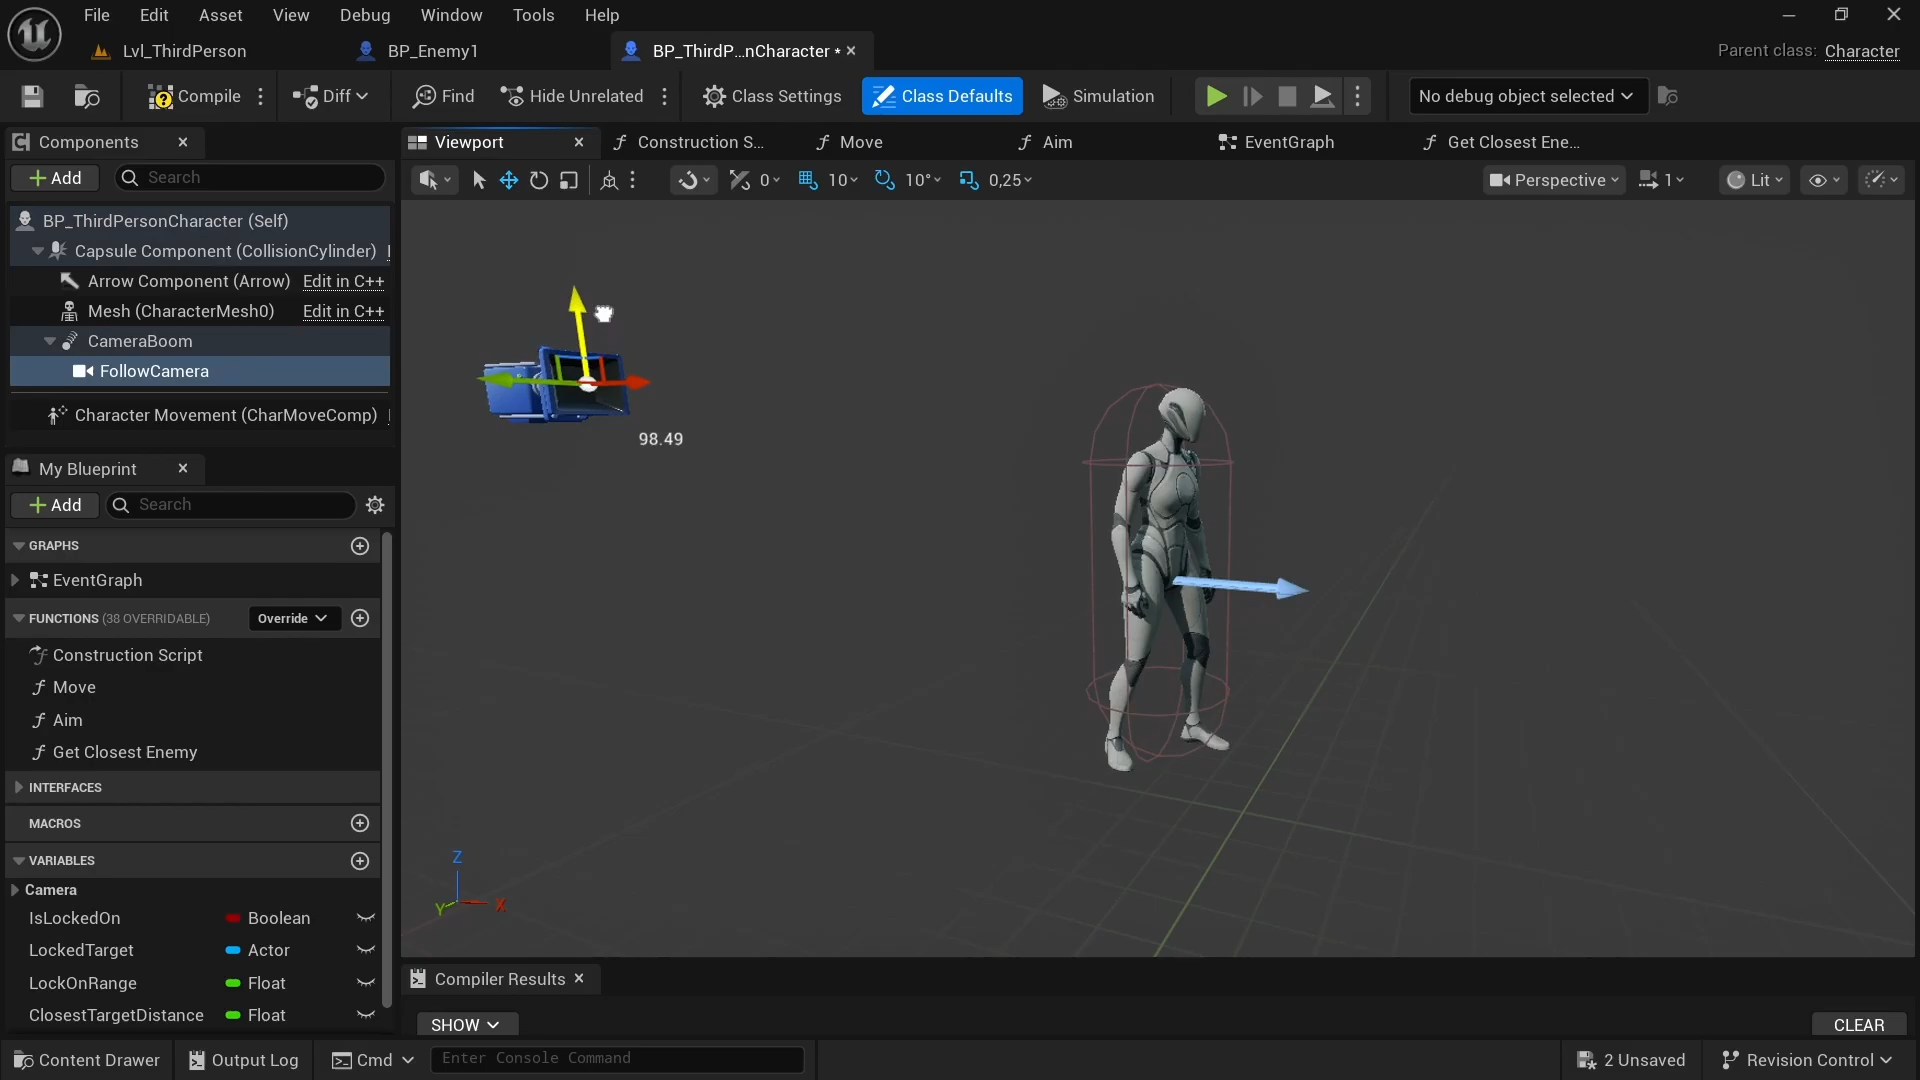 File Edit Asset View Debug Window Tools Help
Lvl_ThirdPerson BP_Enemy1 BP_ThirdP...nCharacter • Parent class: Character
Compile Diff Find Hide Unrelated Class Settings Class Defaults Simulation No debug object selected
Components Viewport Construction S... Move Aim EventGraph Get Closest Ene...
Add Search 0 10 10° 0,25 Perspective 1 Lit
BP_ThirdPersonCharacter (Self)
Capsule Component (CollisionCylinder)
Arrow Component (Arrow) Edit in C++
Mesh (CharacterMesh0) Edit in C++
CameraBoom
FollowCamera
Character Movement (CharMoveComp)
98.49
My Blueprint
Add Search
GRAPHS
EventGraph
FUNCTIONS (38 OVERRIDABLE) Override
Construction Script
Move
Aim
Get Closest Enemy
INTERFACES
MACROS
VARIABLES
Camera
IsLockedOn Boolean
LockedTarget Actor
LockOnRange Float
ClosestTargetDistance Float
Z
Y X
Compiler Results
SHOW CLEAR
Content Drawer Output Log Cmd Enter Console Command 2 Unsaved Revision Control